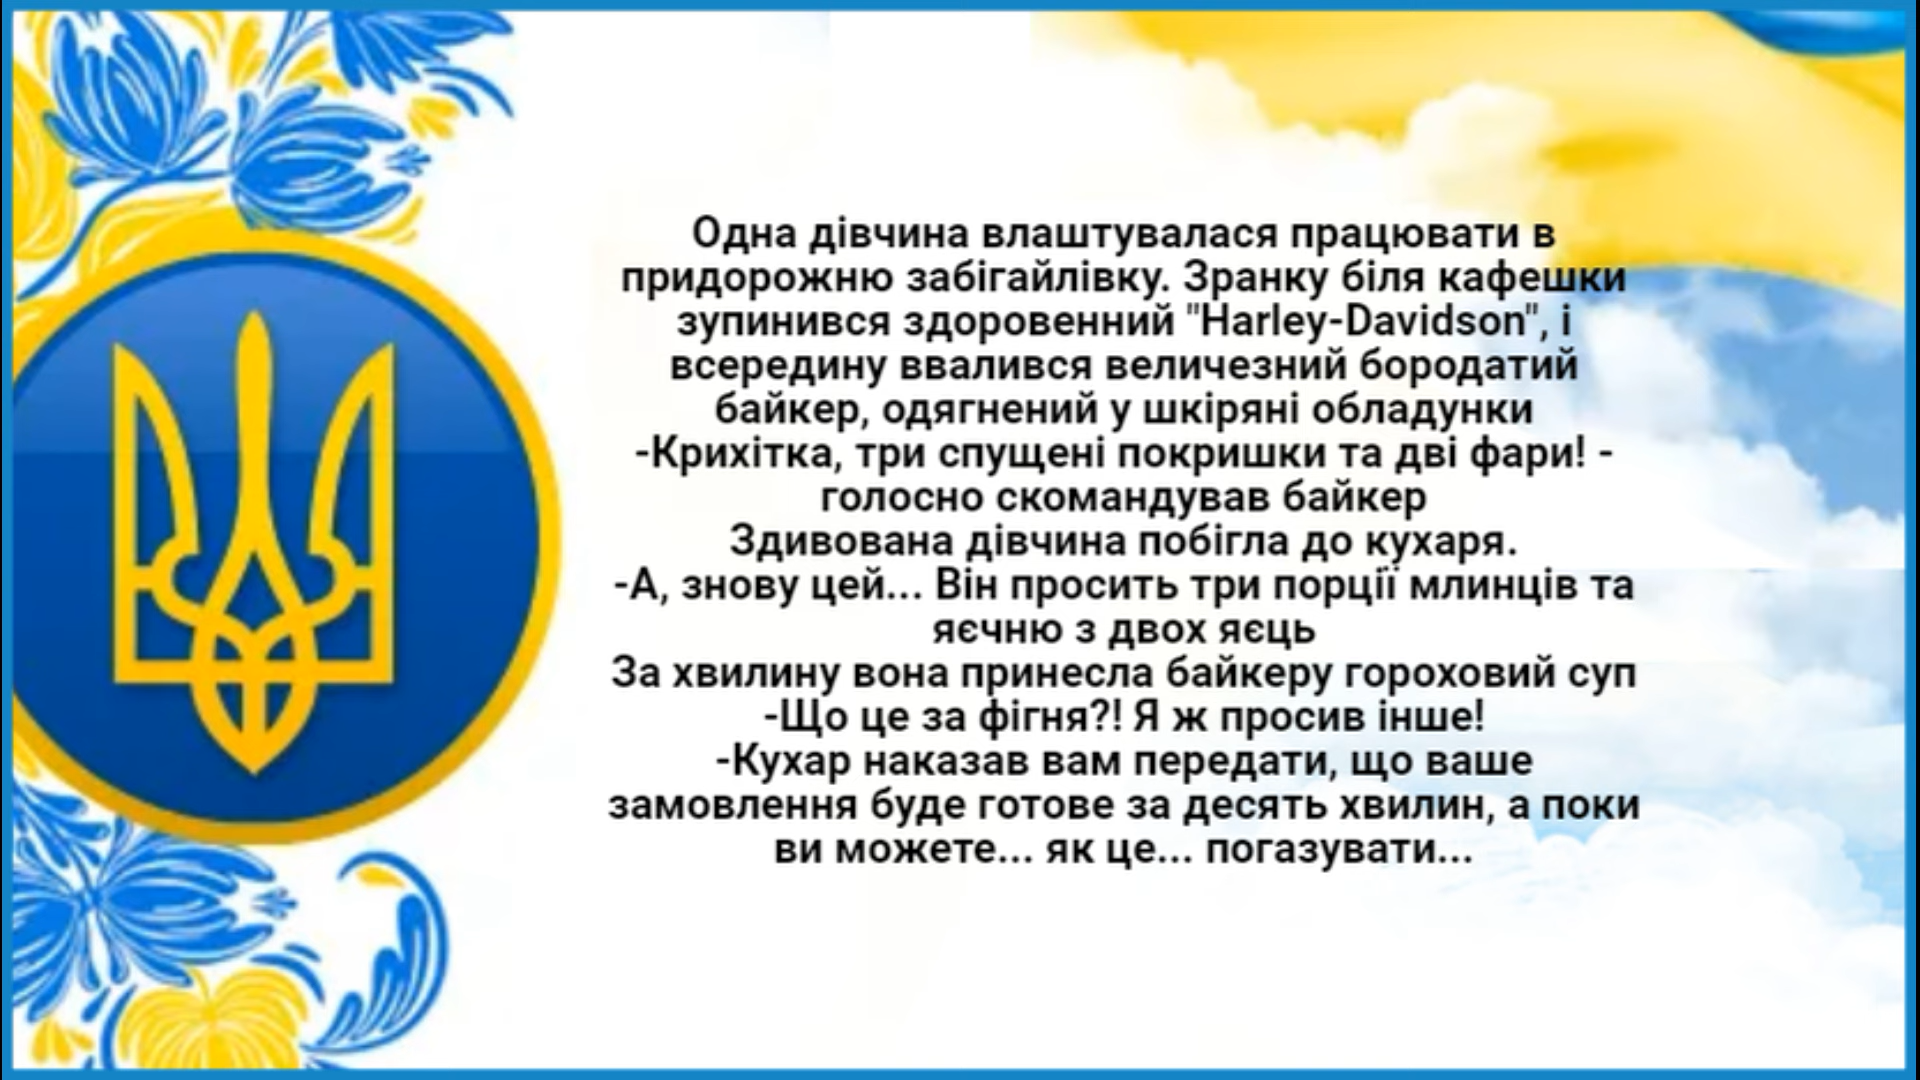 Одна дівчина влаштувалася працювати в
придорожню забігайлівку. Зранку біля кафешки
зупинився здоровенний "Harley-Davidson", і
всередину ввалився величезний бородатий
байкер, одягнений у шкіряні обладунки
-Крихітка, три спущені покришки та дві фари! -
голосно скомандував байкер
Здивована дівчина побігла до кухаря.
-А, знову цей... Він просить три порції млинців та
яєчню з двох яєць
За хвилину вона принесла байкеру гороховий суп
-Що це за фігня?! Я ж просив інше!
-Кухар наказав вам передати, що ваше
замовлення буде готове за десять хвилин, а поки
ви можете... як це... погазувати...